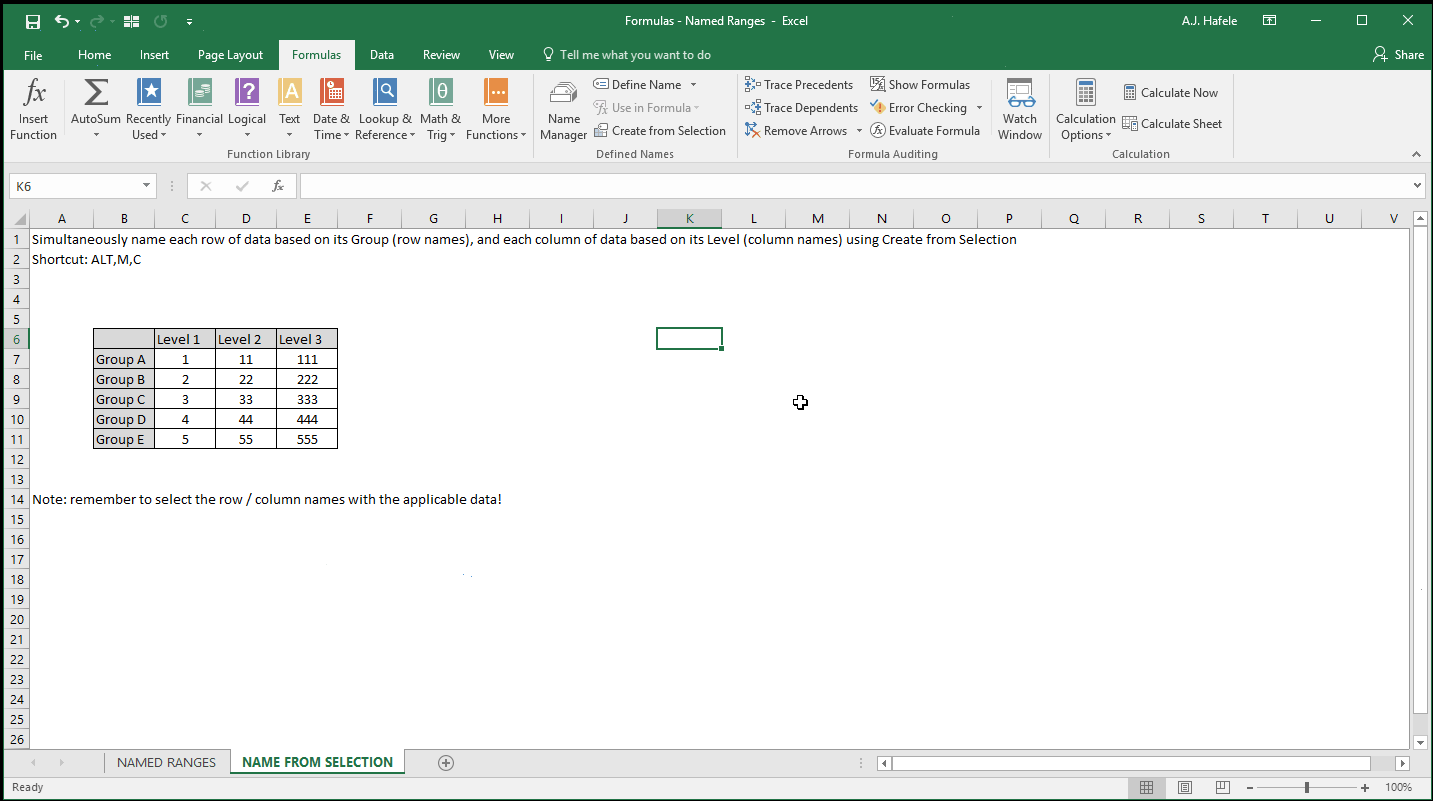 Formulas - Named Ranges - Excel
A.J. Hafele
File Home Insert Page Layout Formulas Data Review View Tell me what you want to do Share
fx Insert Function
Σ AutoSum
Recently Used
Financial
? Logical
A Text
Date & Time
Lookup & Reference
θ Math & Trig
... More Functions
Function Library
Name Manager
Define Name
Use in Formula
Create from Selection
Defined Names
Trace Precedents
Trace Dependents
Remove Arrows
Show Formulas
Error Checking
Evaluate Formula
Formula Auditing
Watch Window
Calculation Options
Calculate Now
Calculate Sheet
Calculation
K6 fx
A B C D E F G H I J K L M N O P Q R S T U V
1 Simultaneously name each row of data based on its Group (row names), and each column of data based on its Level (column names) using Create from Selection
2 Shortcut: ALT,M,C
3
4
5
6 Level 1 Level 2 Level 3
7 Group A 1 11 111
8 Group B 2 22 222
9 Group C 3 33 333
10 Group D 4 44 444
11 Group E 5 55 555
12
13
14 Note: remember to select the row / column names with the applicable data!
15
16
17
18
19
20
21
22
23
24
25
26
NAMED RANGES NAME FROM SELECTION
Ready 100%